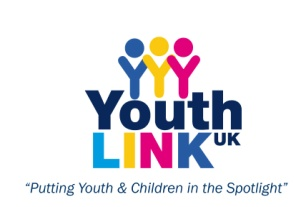 Youth
LINK UK
“Putting Youth & Children in the Spotlight”